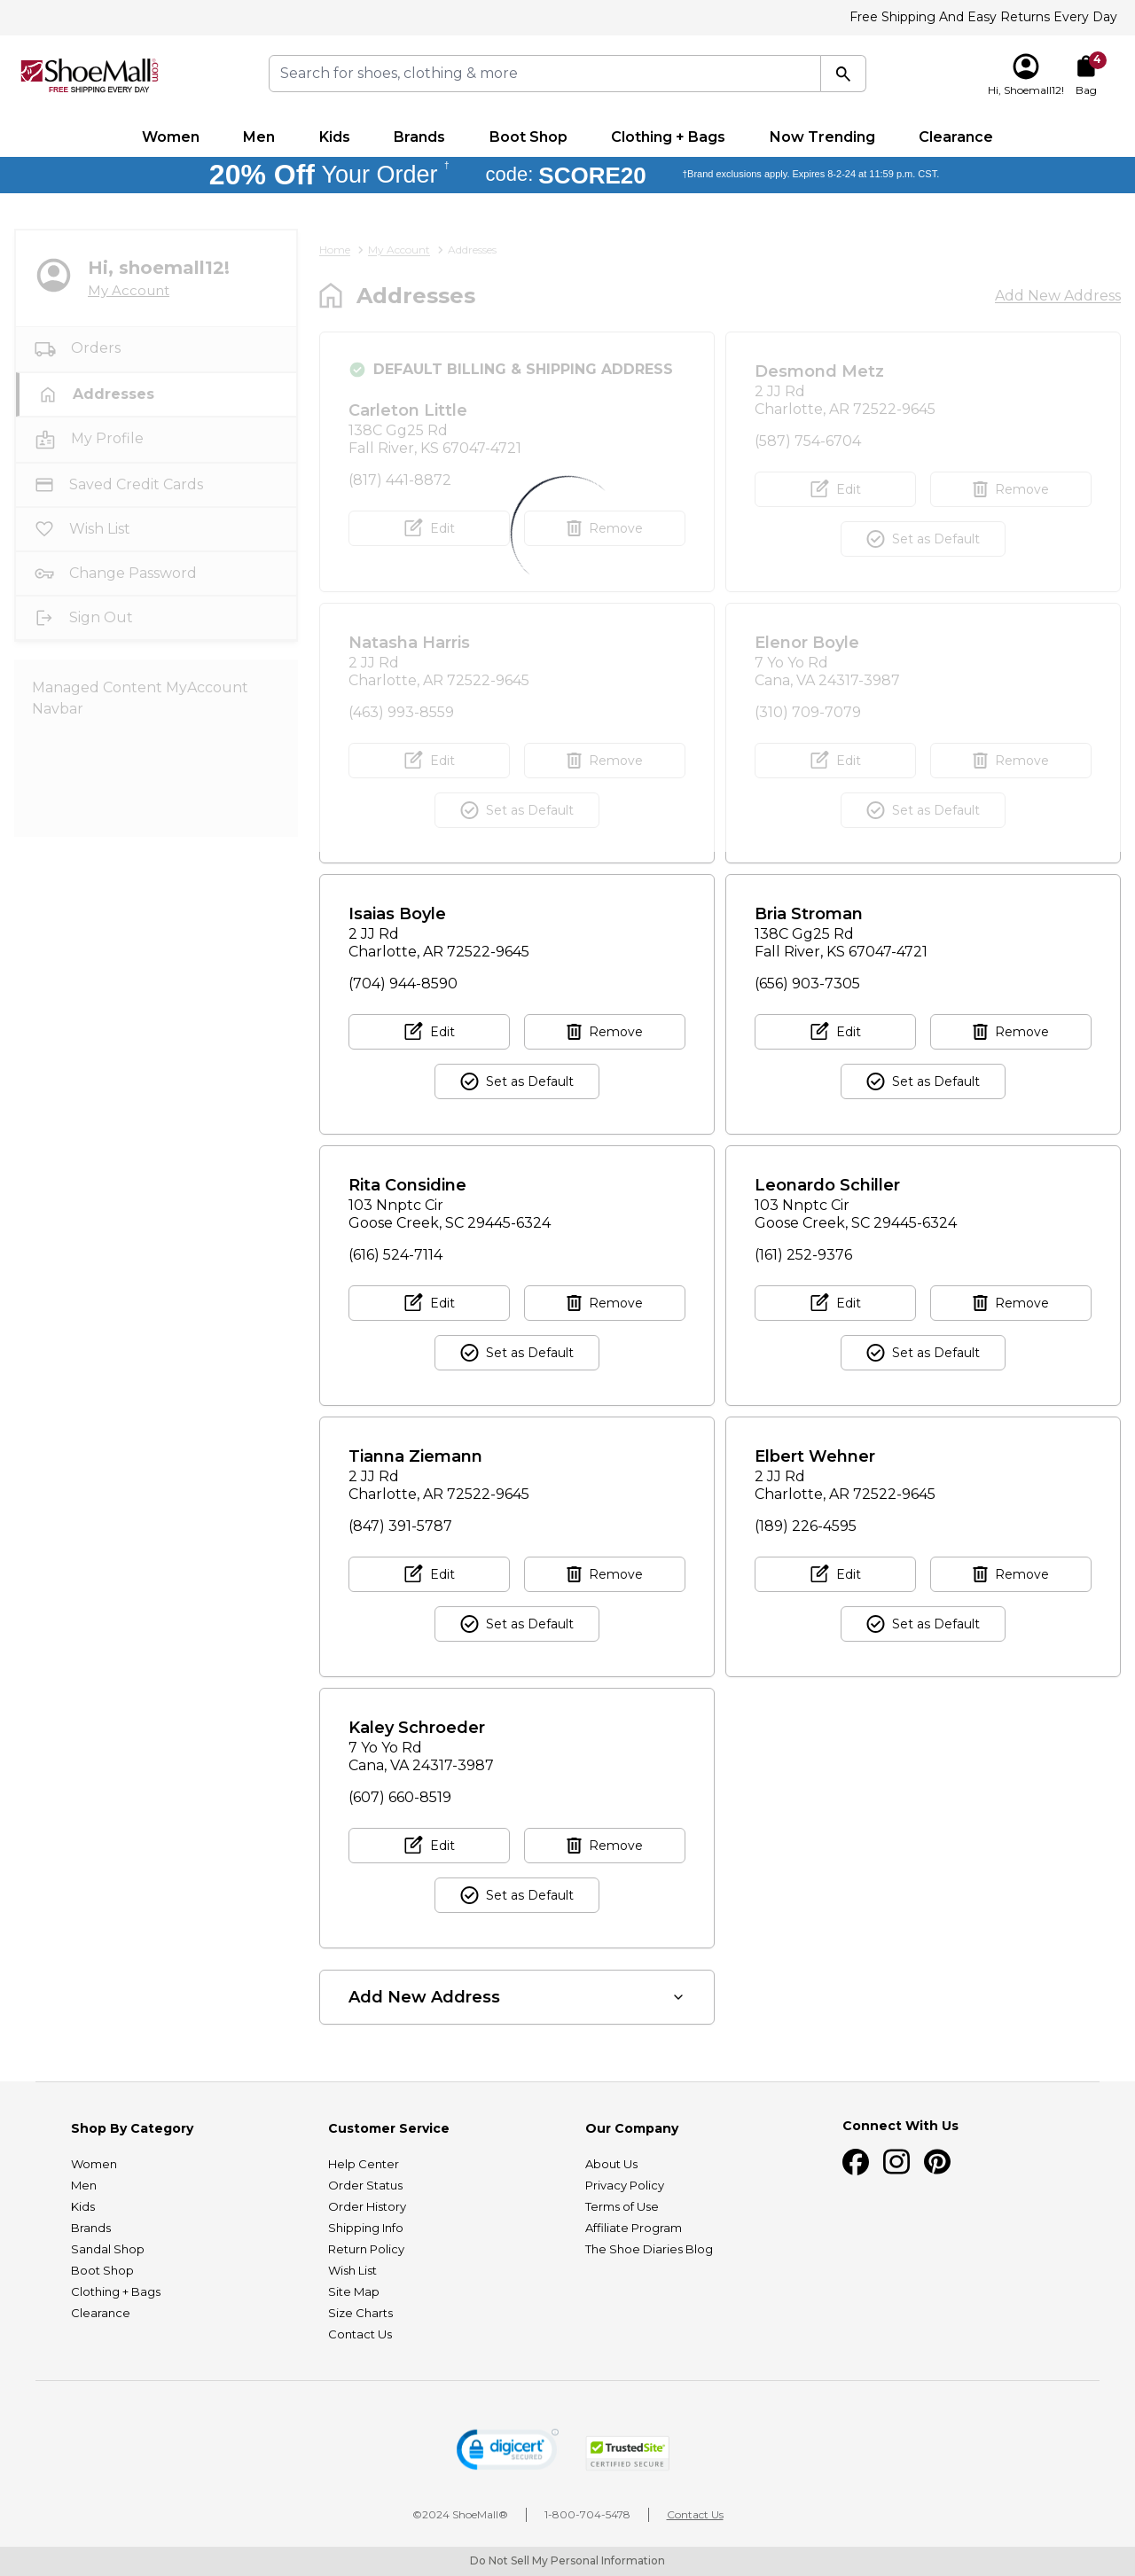 Free Shipping And Easy Returns Every Day
ShoeMall.com
FREE SHIPPING EVERY DAY
Search for shoes, clothing & more
Hi, Shoemall12!
4
Bag
Women Men Kids Brands Boot Shop Clothing + Bags Now Trending Clearance
20% Off Your Order † code: SCORE20 †Brand exclusions apply. Expires 8-2-24 at 11:59 p.m. CST.
Hi, shoemall12!
My Account
Orders
Addresses
My Profile
Saved Credit Cards
Wish List
Change Password
Sign Out
Managed Content MyAccount
Navbar
Home > My Account > Addresses
Addresses
Add New Address
DEFAULT BILLING & SHIPPING ADDRESS
Carleton Little
138C Gg25 Rd
Fall River, KS 67047-4721
(817) 441-8872
Edit Remove
Desmond Metz
2 JJ Rd
Charlotte, AR 72522-9645
(587) 754-6704
Edit Remove
Set as Default
Natasha Harris
2 JJ Rd
Charlotte, AR 72522-9645
(463) 993-8559
Edit Remove
Set as Default
Elenor Boyle
7 Yo Yo Rd
Cana, VA 24317-3987
(310) 709-7079
Edit Remove
Set as Default
Isaias Boyle
2 JJ Rd
Charlotte, AR 72522-9645
(704) 944-8590
Edit Remove
Set as Default
Bria Stroman
138C Gg25 Rd
Fall River, KS 67047-4721
(656) 903-7305
Edit Remove
Set as Default
Rita Considine
103 Nnptc Cir
Goose Creek, SC 29445-6324
(616) 524-7114
Edit Remove
Set as Default
Leonardo Schiller
103 Nnptc Cir
Goose Creek, SC 29445-6324
(161) 252-9376
Edit Remove
Set as Default
Tianna Ziemann
2 JJ Rd
Charlotte, AR 72522-9645
(847) 391-5787
Edit Remove
Set as Default
Elbert Wehner
2 JJ Rd
Charlotte, AR 72522-9645
(189) 226-4595
Edit Remove
Set as Default
Kaley Schroeder
7 Yo Yo Rd
Cana, VA 24317-3987
(607) 660-8519
Edit Remove
Set as Default
Add New Address
Shop By Category
Women
Men
Kids
Brands
Sandal Shop
Boot Shop
Clothing + Bags
Clearance
Customer Service
Help Center
Order Status
Order History
Shipping Info
Return Policy
Wish List
Site Map
Size Charts
Contact Us
Our Company
About Us
Privacy Policy
Terms of Use
Affiliate Program
The Shoe Diaries Blog
Connect With Us
digicert
SECURED
TrustedSite
CERTIFIED SECURE
©2024 ShoeMall® | 1-800-704-5478 | Contact Us
Do Not Sell My Personal Information